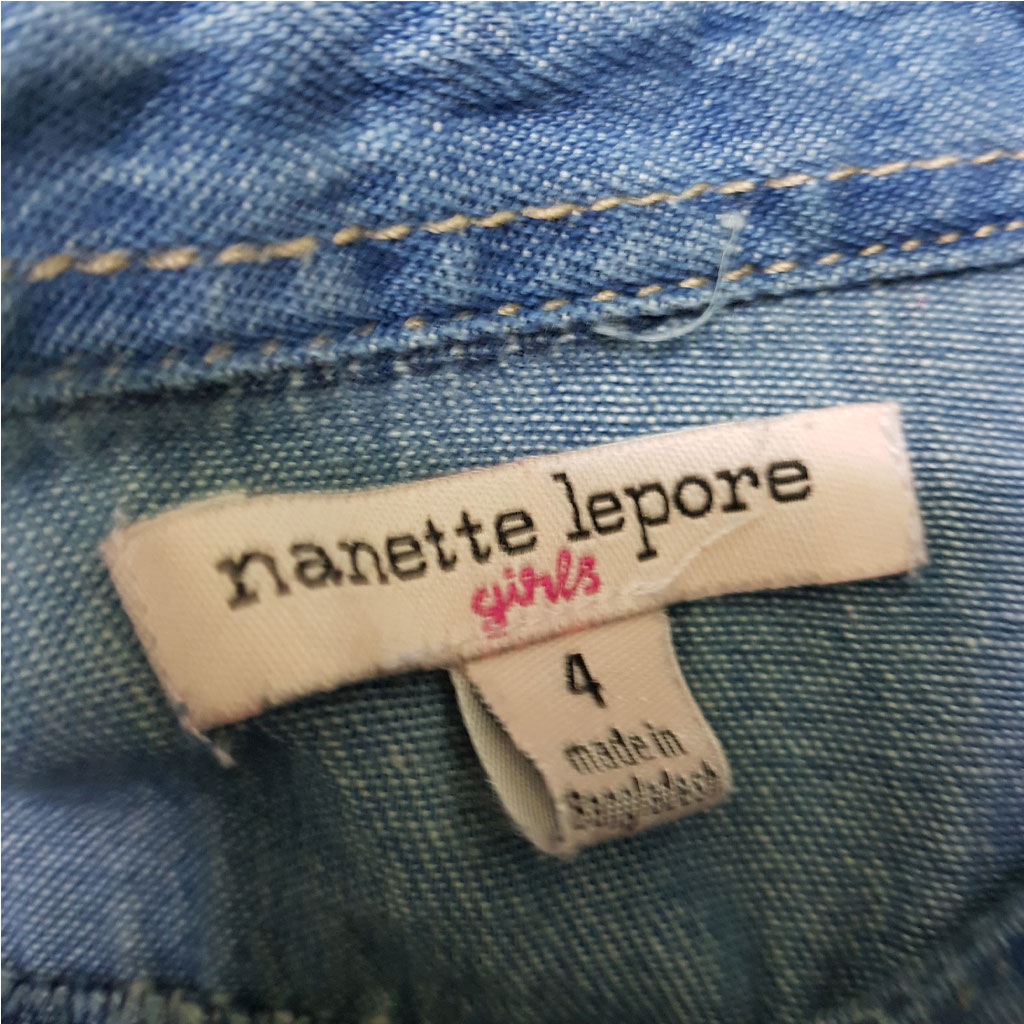 nanette lepore
girls
4
made in
Bangladesh